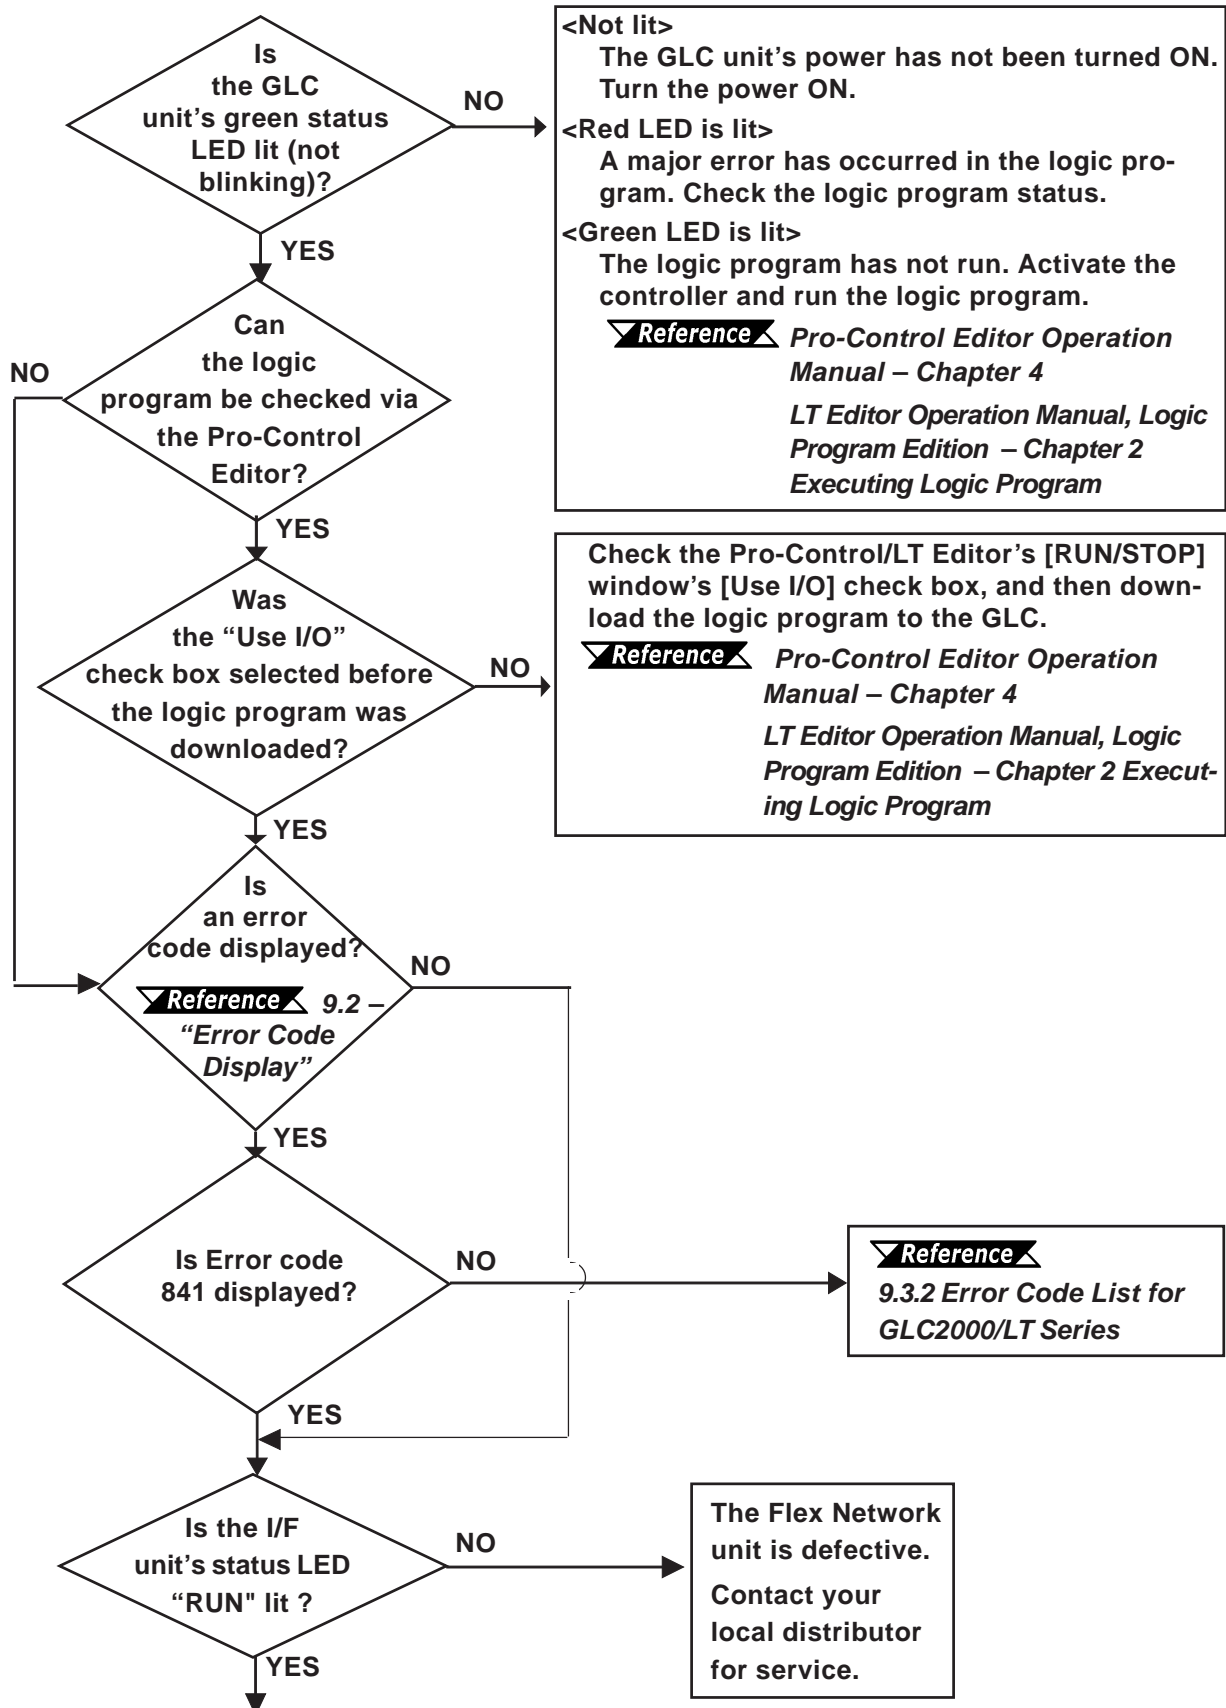 Is
the GLC
unit's green status
LED lit (not
blinking)?
NO
YES
<Not lit>
The GLC unit's power has not been turned ON.
Turn the power ON.
<Red LED is lit>
A major error has occurred in the logic pro-
gram. Check the logic program status.
<Green LED is lit>
The logic program has not run. Activate the
controller and run the logic program.
Reference Pro-Control Editor Operation
Manual – Chapter 4
LT Editor Operation Manual, Logic
Program Edition – Chapter 2
Executing Logic Program
Can
the logic
program be checked via
the Pro-Control
Editor?
NO
YES
Was
the “Use I/O”
check box selected before
the logic program was
downloaded?
NO
YES
Check the Pro-Control/LT Editor's [RUN/STOP]
window's [Use I/O] check box, and then down-
load the logic program to the GLC.
Reference Pro-Control Editor Operation
Manual – Chapter 4
LT Editor Operation Manual, Logic
Program Edition – Chapter 2 Execut-
ing Logic Program
Is
an error
code displayed?
Reference 9.2 –
“Error Code
Display”
NO
YES
Is Error code
841 displayed?
NO
YES
Reference
9.3.2 Error Code List for
GLC2000/LT Series
Is the I/F
unit's status LED
“RUN" lit ?
NO
YES
The Flex Network
unit is defective.
Contact your
local distributor
for service.